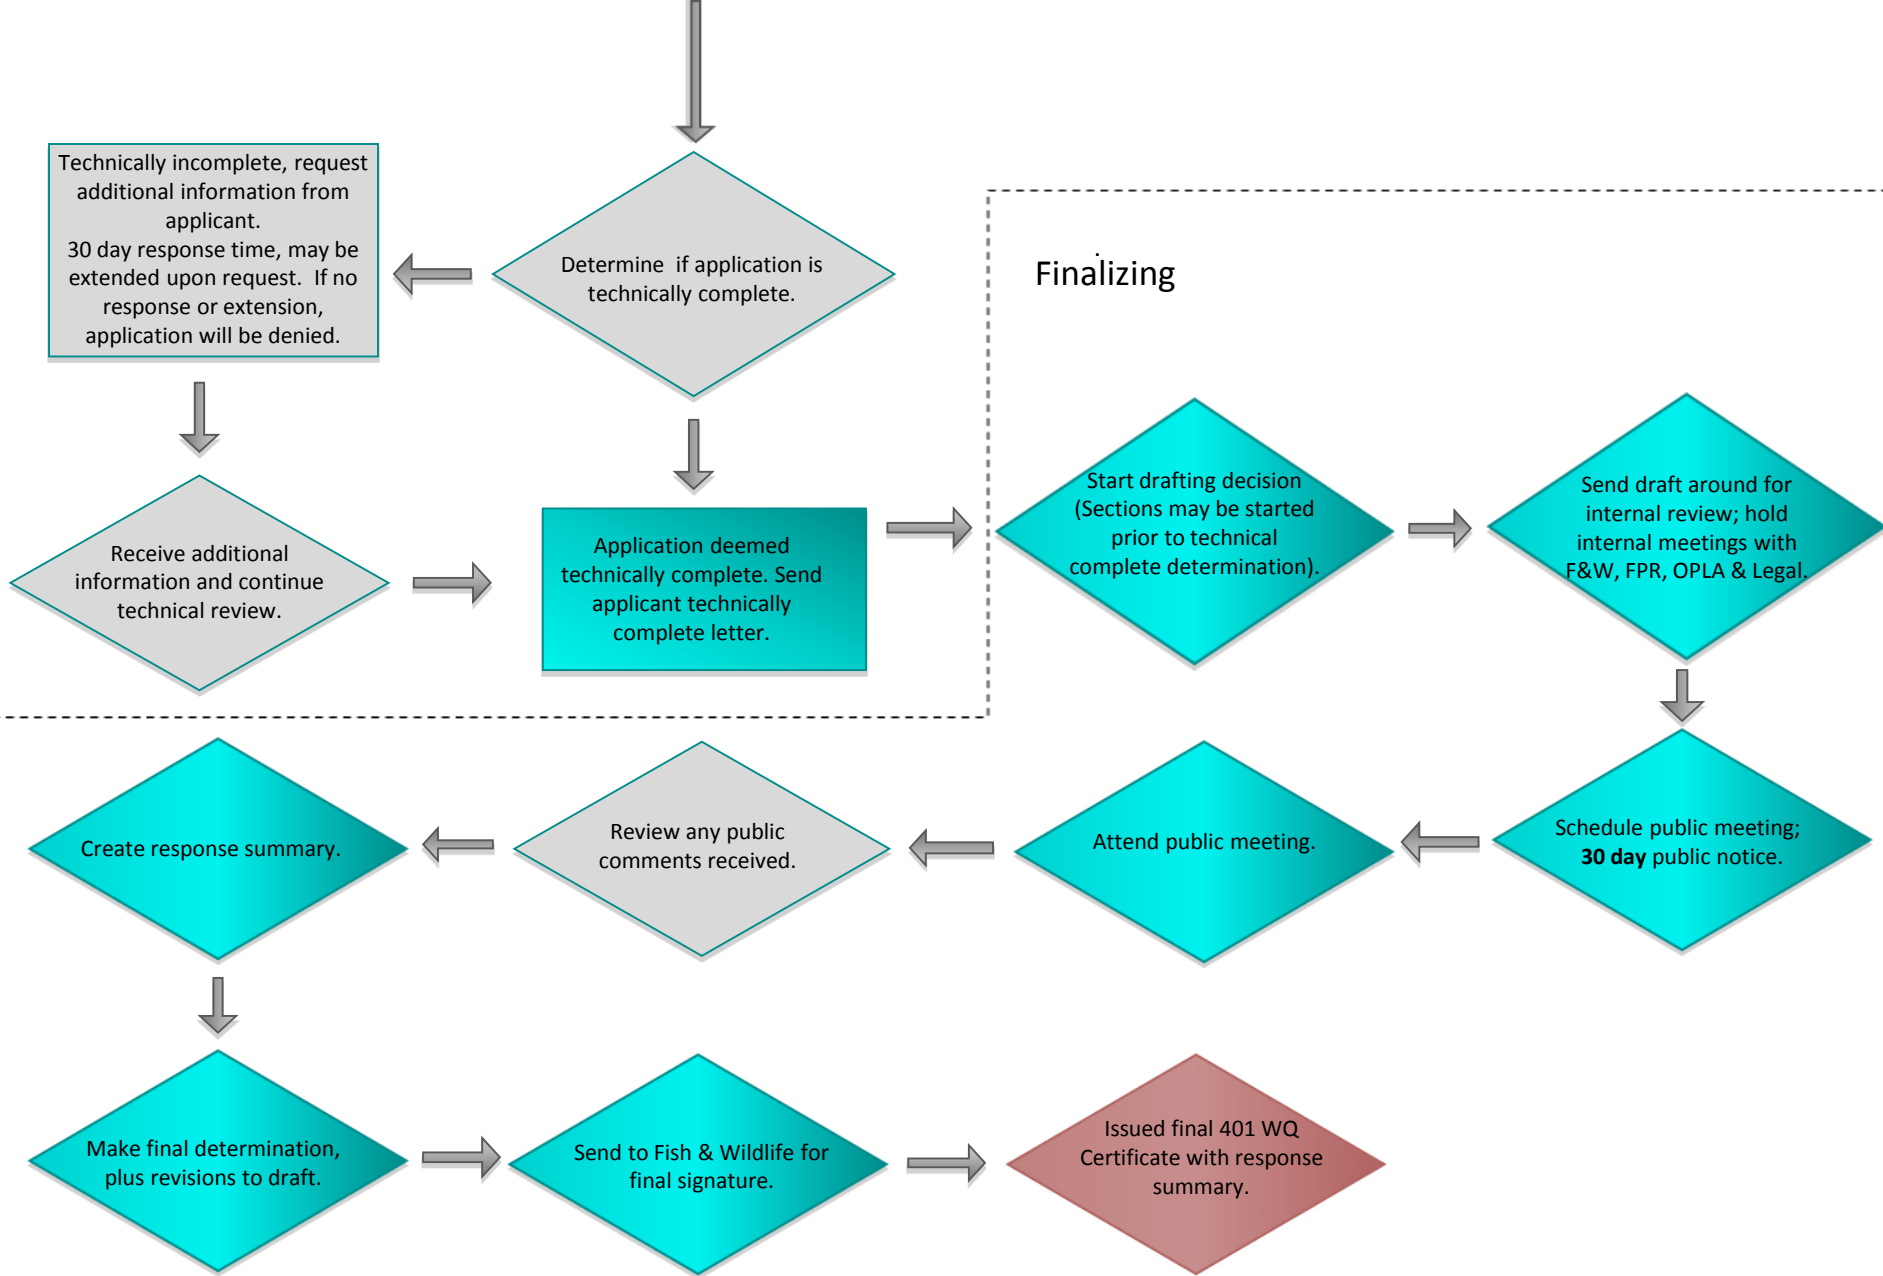 Technically incomplete, request
additional information from
applicant.
30 day response time, may be
extended upon request.  If no
response or extension,
application will be denied.
Determine  if application is
technically complete.
Finalizing
Receive additional
information and continue
technical review.
Application deemed
technically complete. Send
applicant technically
complete letter.
Start drafting decision
(Sections may be started
prior to technical
complete determination).
Send draft around for
internal review; hold
internal meetings with
F&W, FPR, OPLA & Legal.
Schedule public meeting;
30 day public notice.
Attend public meeting.
Review any public
comments received.
Create response summary.
Make final determination,
plus revisions to draft.
Send to Fish & Wildlife for
final signature.
Issued final 401 WQ
Certificate with response
summary.